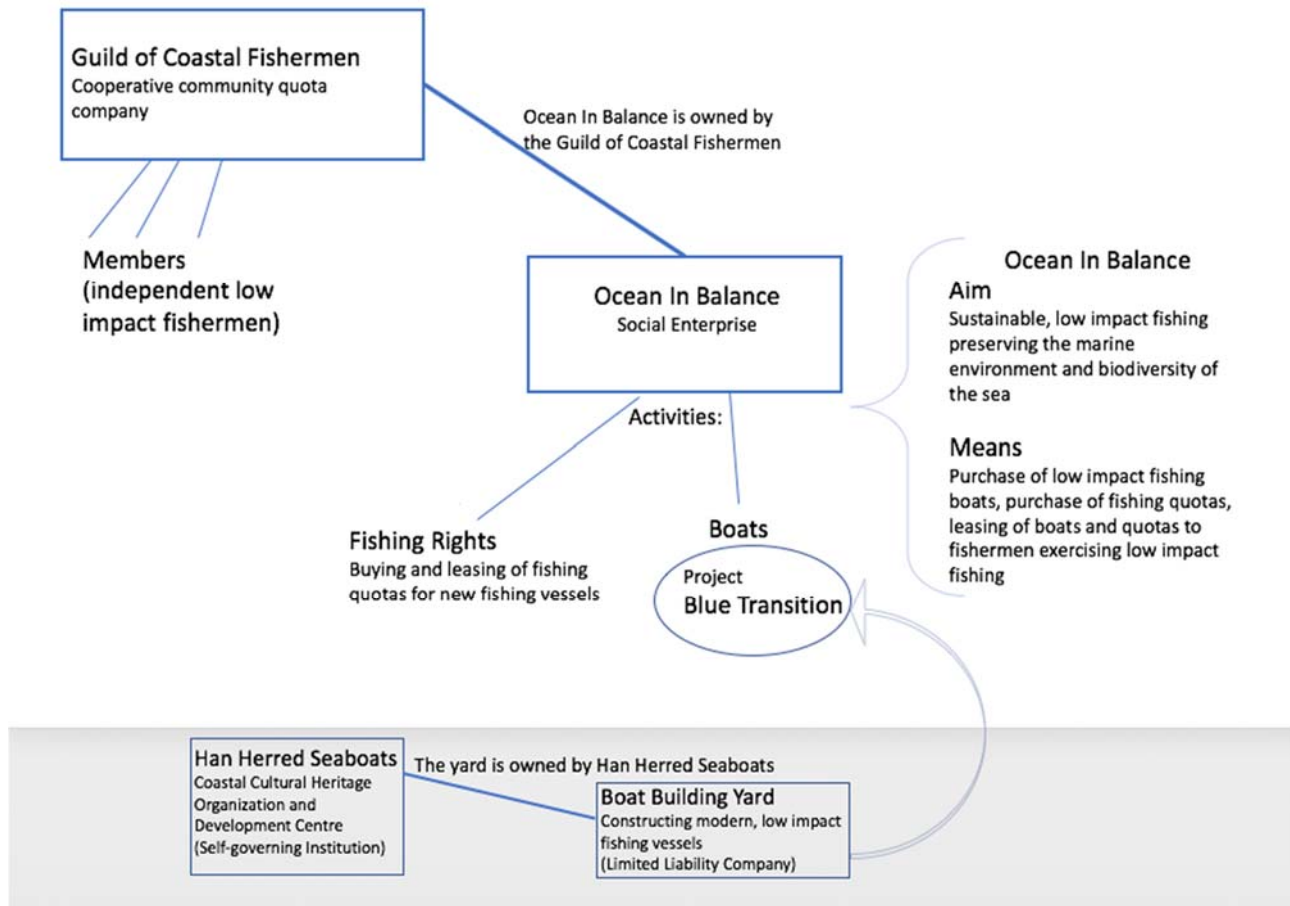 Guild of Coastal Fishermen
Cooperative community quota
company
Ocean In Balance is owned by
the Guild of Coastal Fishermen
Members
(independent low
impact fishermen)
Ocean In Balance
Social Enterprise
Activities:
Fishing Rights
Buying and leasing of fishing
quotas for new fishing vessels
Boats
Project
Blue Transition
Ocean In Balance
Aim
Sustainable, low impact fishing
preserving the marine
environment and biodiversity of
the sea
Means
Purchase of low impact fishing
boats, purchase of fishing quotas,
leasing of boats and quotas to
fishermen exercising low impact
fishing
Han Herred Seaboats
Coastal Cultural Heritage
Organization and
Development Centre
(Self-governing Institution)
The yard is owned by Han Herred Seaboats
Boat Building Yard
Constructing modern, low impact
fishing vessels
(Limited Liability Company)